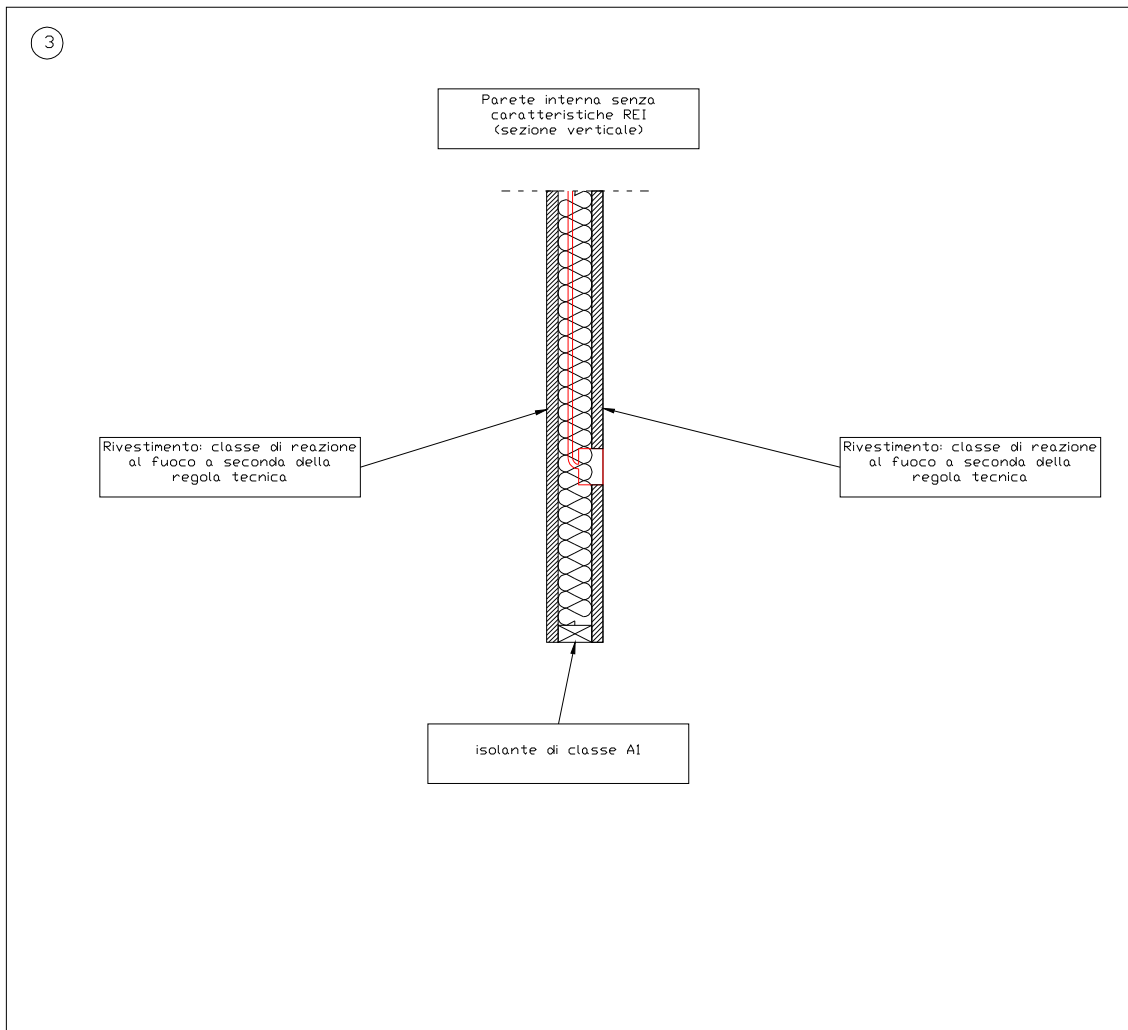 3
Parete interna senza
caratteristiche REI
(sezione verticale)
Rivestimento: classe di reazione
al fuoco a seconda della
regola tecnica
Rivestimento: classe di reazione
al fuoco a seconda della
regola tecnica
isolante di classe A1